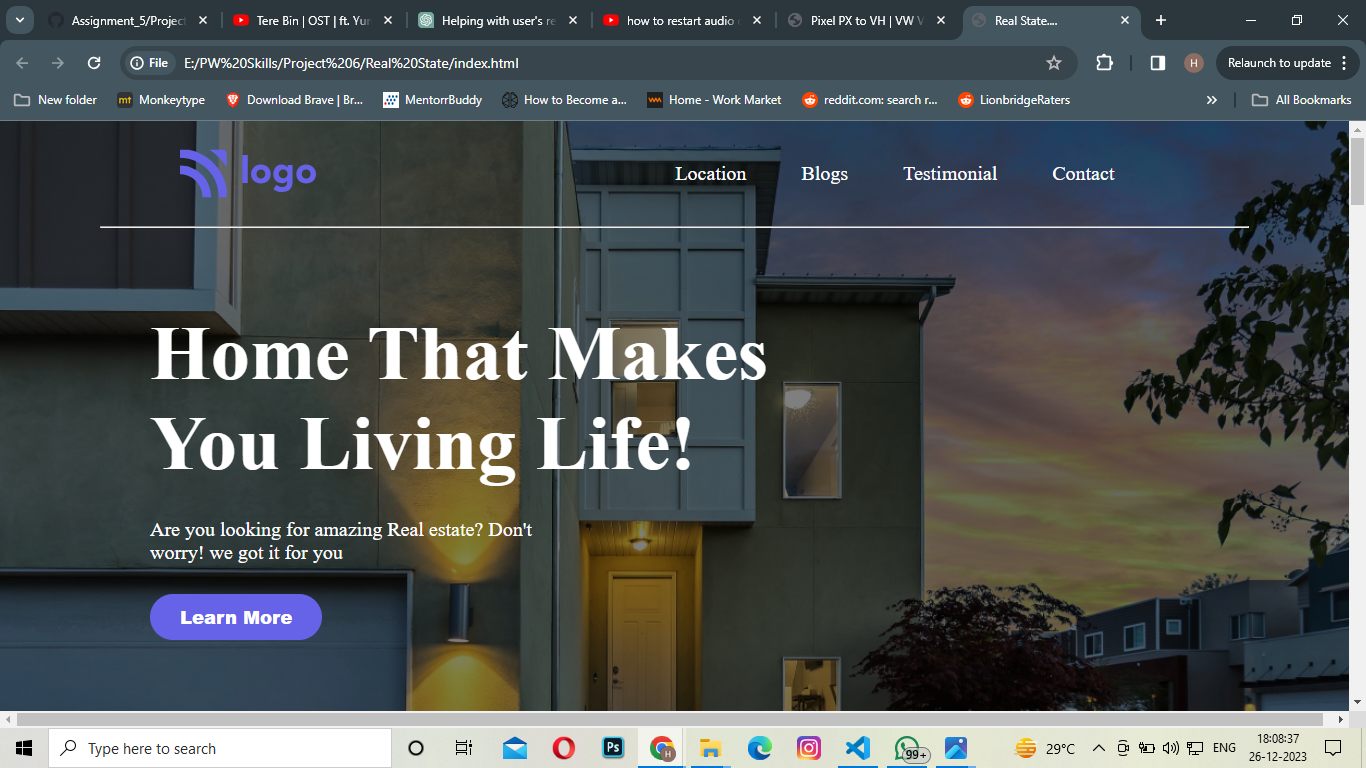 Assignment_5/Project
Tere Bin | OST | ft. Yum
Helping with user's re
how to restart audio
Pixel PX to VH | VW V
Real State....
File
E:/PW%20Skills/Project%206/Real%20State/index.html
H
Relaunch to update
New folder
mt
Monkeytype
Download Brave | Br...
MentorrBuddy
How to Become a...
Home - Work Market
reddit.com: search r...
LionbridgeRaters
All Bookmarks
logo
Location
Blogs
Testimonial
Contact
Home That Makes
You Living Life!
Are you looking for amazing Real estate? Don't
worry! we got it for you
Learn More
Type here to search
Ps
H
99+
29°C
ENG
18:08:37
26-12-2023